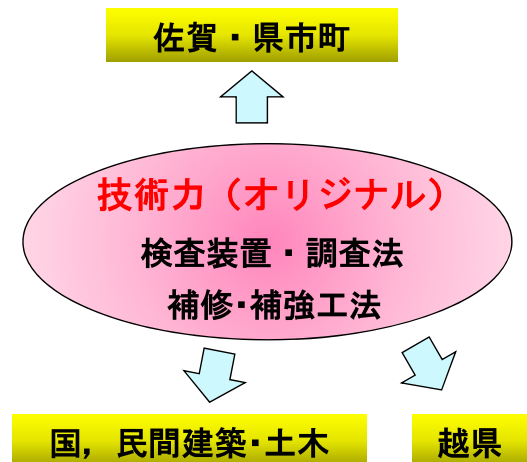 佐賀・県市町
技術力（オリジナル）
検査装置・調査法
補修・補強工法
国，民間建築・土木
越県